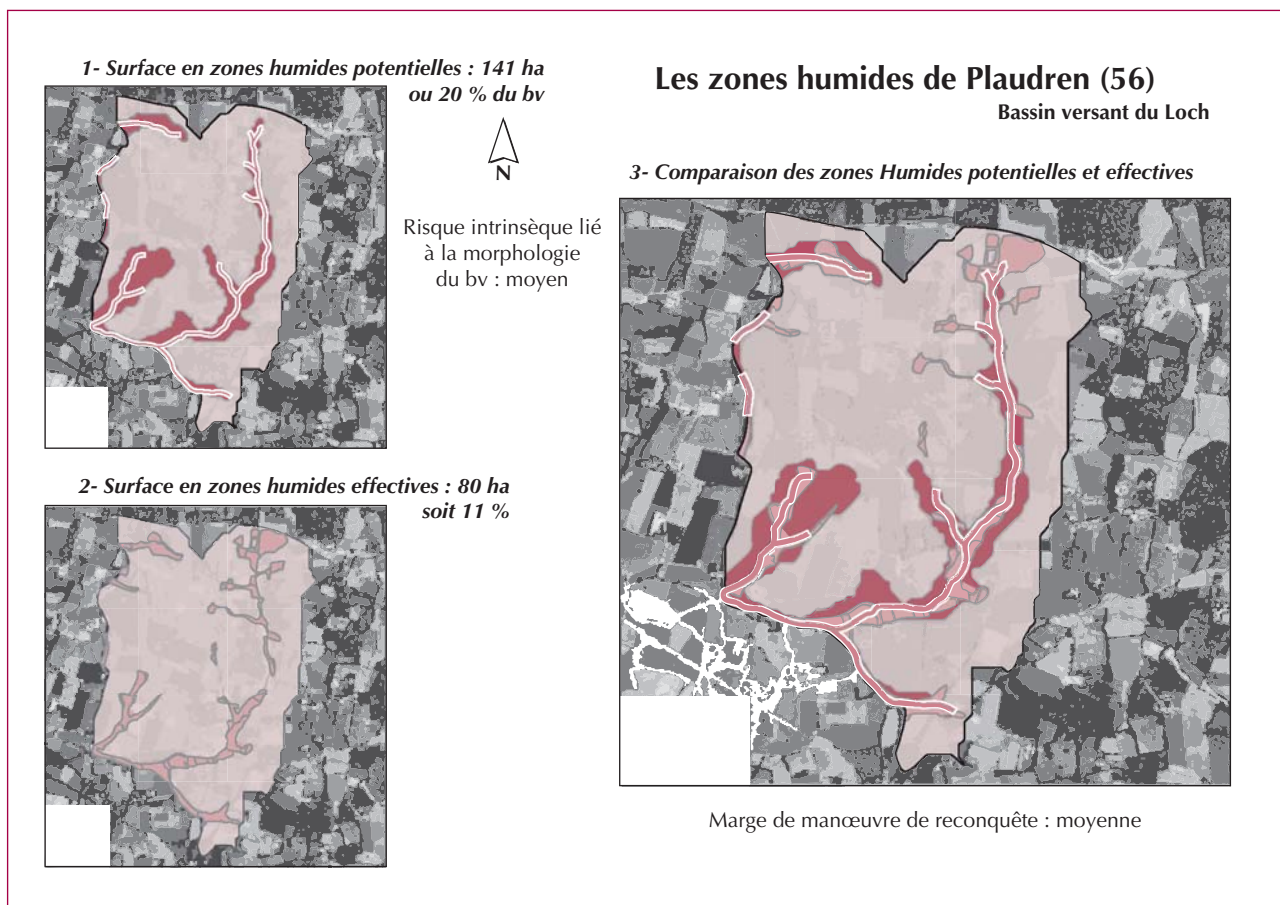 1- Surface en zones humides potentielles : 141 ha
ou 20 % du bv
N
Risque intrinsèque lié
à la morphologie
du bv : moyen
2- Surface en zones humides effectives : 80 ha
soit 11 %
Les zones humides de Plaudren (56)
Bassin versant du Loch
3- Comparaison des zones Humides potentielles et effectives
Marge de manœuvre de reconquête : moyenne